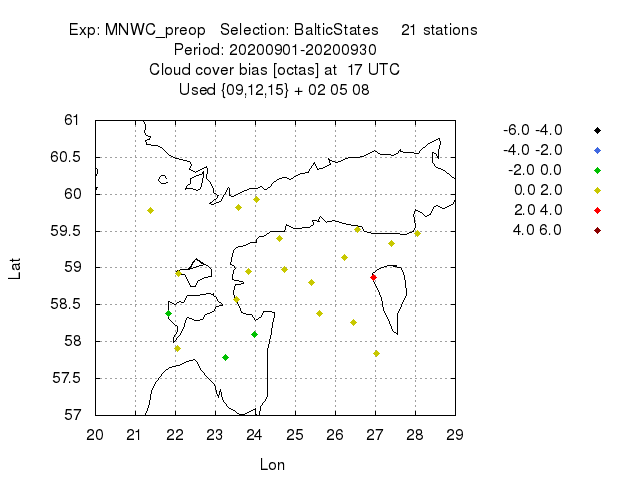 Exp: MNWC_preop   Selection: BalticStates     21 stations
Period: 20200901-20200930
Cloud cover bias [octas] at  17 UTC
Used {09,12,15} + 02 05 08
61
60.5
60
59.5
59
58.5
58
57.5
57
20 21 22 23 24 25 26 27 28 29
Lat
Lon
-6.0 -4.0
-4.0 -2.0
-2.0 0.0
0.0 2.0
2.0 4.0
4.0 6.0